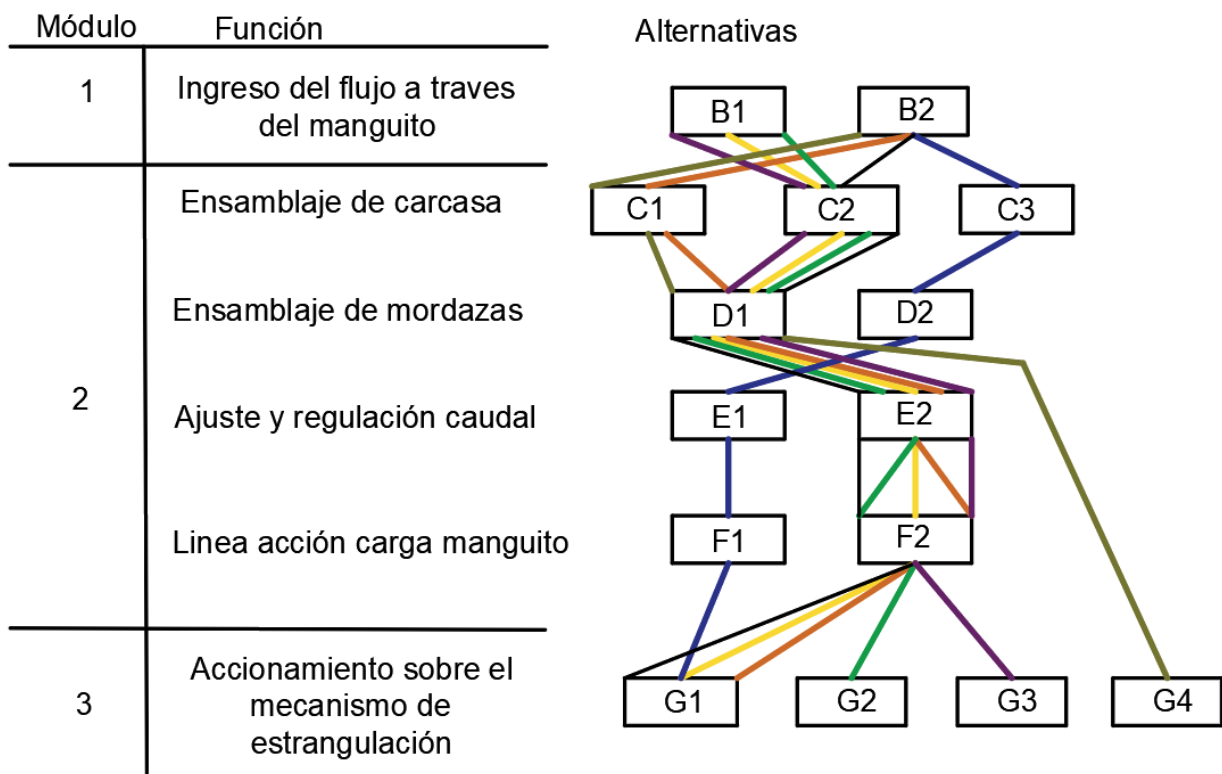 Módulo Función Alternativas
1 Ingreso del flujo a traves
del manguito
B1 B2
Ensamblaje de carcasa
C1 C2 C3
Ensamblaje de mordazas
D1 D2
2
Ajuste y regulación caudal
E1 E2
Linea acción carga manguito
F1 F2
3
Accionamiento sobre el
mecanismo de
estrangulación
G1 G2 G3 G4